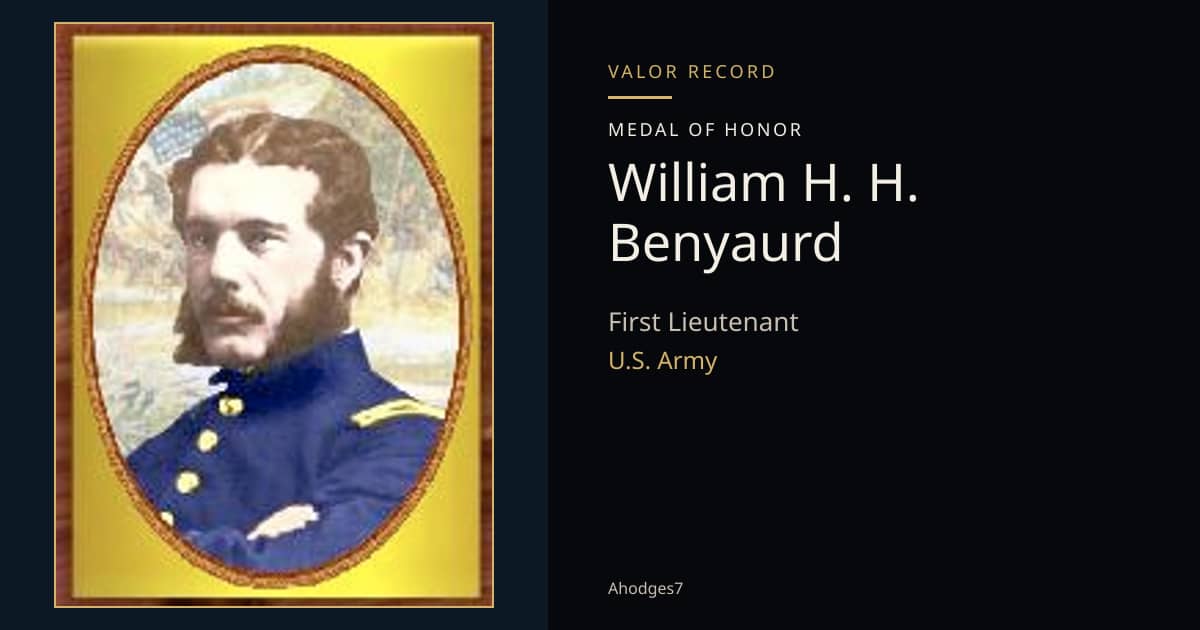 VALOR RECORD
MEDAL OF HONOR
William H. H.
Benyaurd
First Lieutenant
U.S. Army
Ahodges7